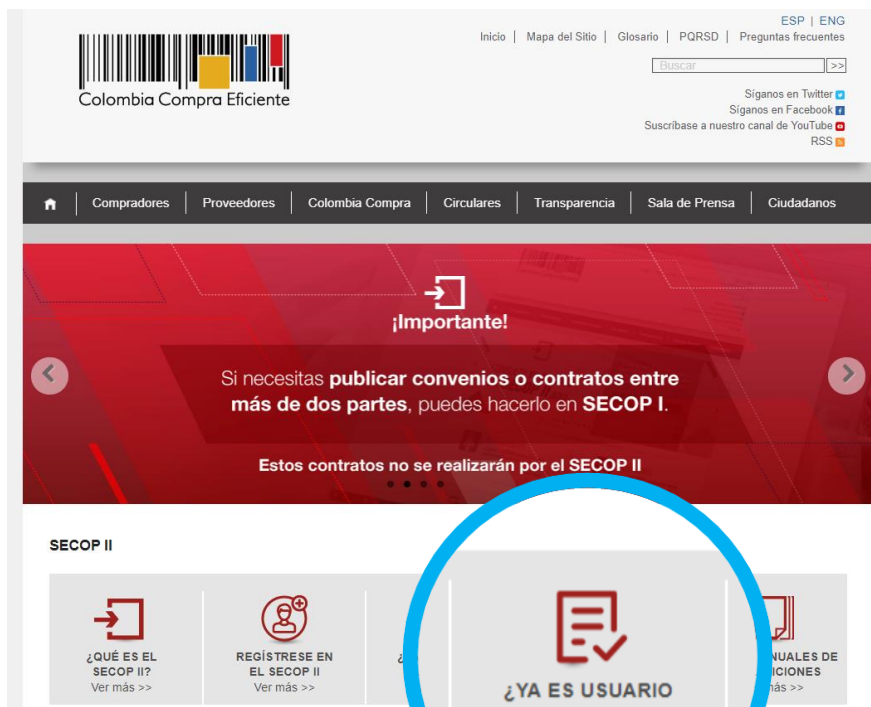 ESP | ENG
Inicio | Mapa del Sitio | Glosario | PQRSD | Preguntas frecuentes
Buscar >>
Colombia Compra Eficiente
Síganos en Twitter
Síganos en Facebook
Suscríbase a nuestro canal de YouTube
RSS
Compradores | Proveedores | Colombia Compra | Circulares | Transparencia | Sala de Prensa | Ciudadanos
¡Importante!
Si necesitas publicar convenios o contratos entre
más de dos partes, puedes hacerlo en SECOP I.
Estos contratos no se realizarán por el SECOP II
SECOP II
¿QUÉ ES EL
SECOP II?
Ver más >>
REGÍSTRESE EN
EL SECOP II
Ver más >>
¿
¿YA ES USUARIO
NUALES DE
ICIONES
más >>